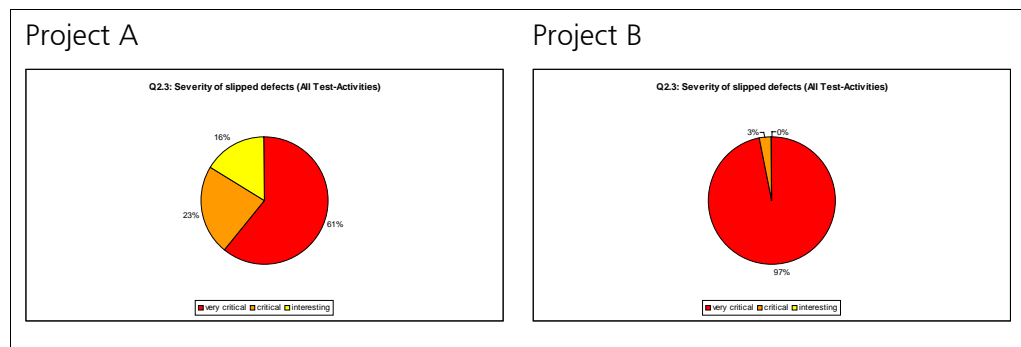 Project A
Q2.3: Severity of slipped defects (All Test-Activities)
16%
23%
61%
very critical critical interesting
Project B
Q2.3: Severity of slipped defects (All Test-Activities)
3% 0%
97%
very critical critical interesting